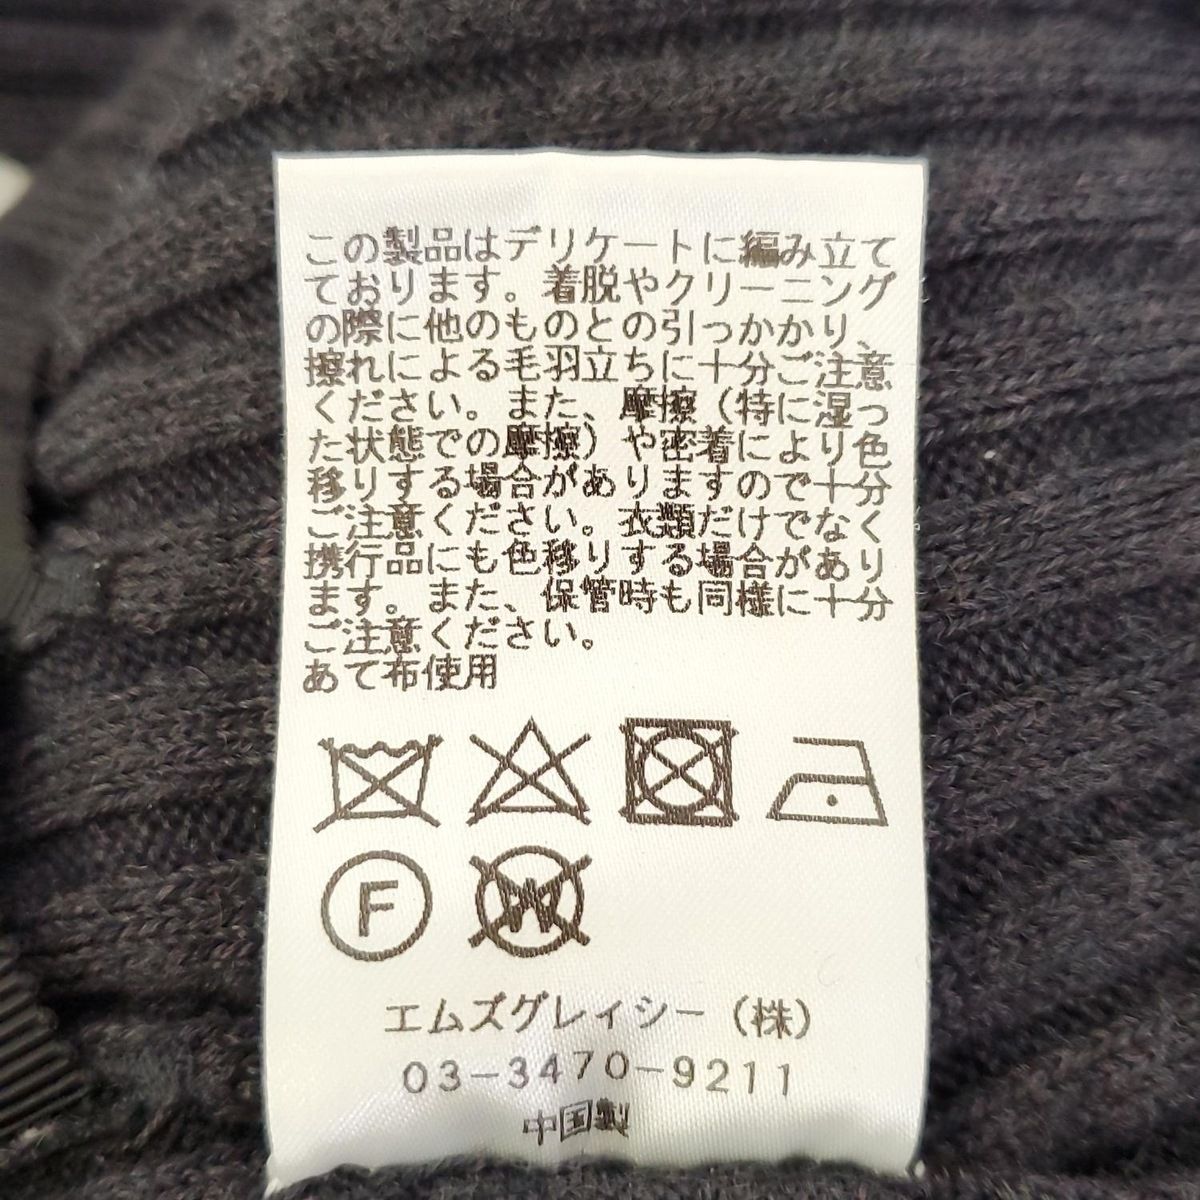 この製品はデリケートに編み立て
ております。着脱やクリーニング
の際に他のものとの引っかかり、
擦れによる毛羽立ちに十分ご注意
ください。また、摩擦（特に湿っ
た状態での摩擦）や密着により色
移りする場合がありますので十分
ご注意ください。衣類だけでなく
携行品にも色移りする場合があり
ます。また、保管時も同様に十分
ご注意ください。
あて布使用
F W
エムズグレイシー（株）
03-3470-9211
中国製